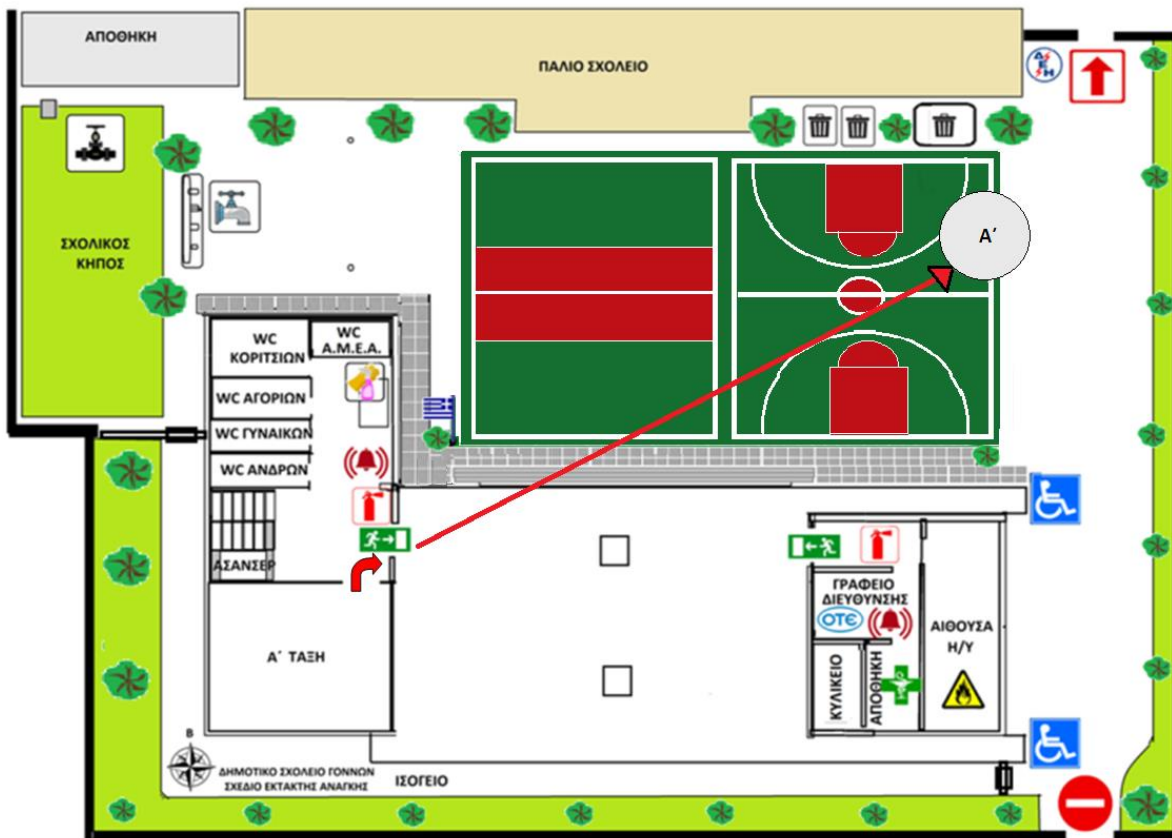 ΑΠΟΘΗΚΗ
ΠΑΛΙΟ ΣΧΟΛΕΙΟ
ΔΕΗ
ΣΧΟΛΙΚΟΣ
ΚΗΠΟΣ
Α′
WC
ΚΟΡΙΤΣΙΩΝ
WC
Α.Μ.Ε.Α.
WC ΑΓΟΡΙΩΝ
WC ΓΥΝΑΙΚΩΝ
WC ΑΝΔΡΩΝ
ΑΣΑΝΣΕΡ
Α΄ ΤΑΞΗ
ΓΡΑΦΕΙΟ
ΔΙΕΥΘΥΝΣΗΣ
ΟΤΕ
ΑΙΘΟΥΣΑ
Η/Υ
ΚΥΛΙΚΕΙΟ
ΑΠΟΘΗΚΗ
Β
ΔΗΜΟΤΙΚΟ ΣΧΟΛΕΙΟ ΓΟΝΝΩΝ
ΣΧΕΔΙΟ ΕΚΤΑΚΤΗΣ ΑΝΑΓΚΗΣ
ΙΣΟΓΕΙΟ